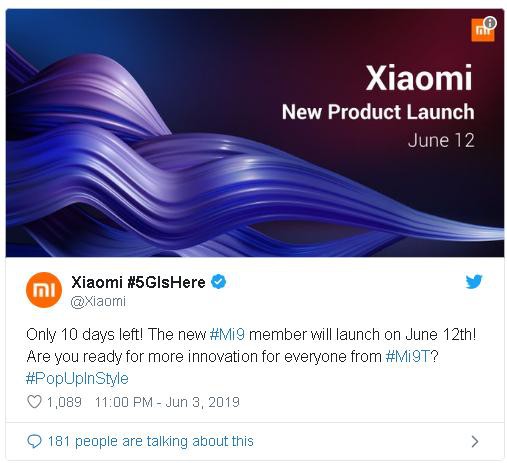 Xiaomi
New Product Launch
June 12
Xiaomi #5GIsHere
@Xiaomi
Only 10 days left! The new #Mi9 member will launch on June 12th!
Are you ready for more innovation for everyone from #Mi9T?
#PopUpInStyle
1,089 11:00 PM - Jun 3, 2019
181 people are talking about this